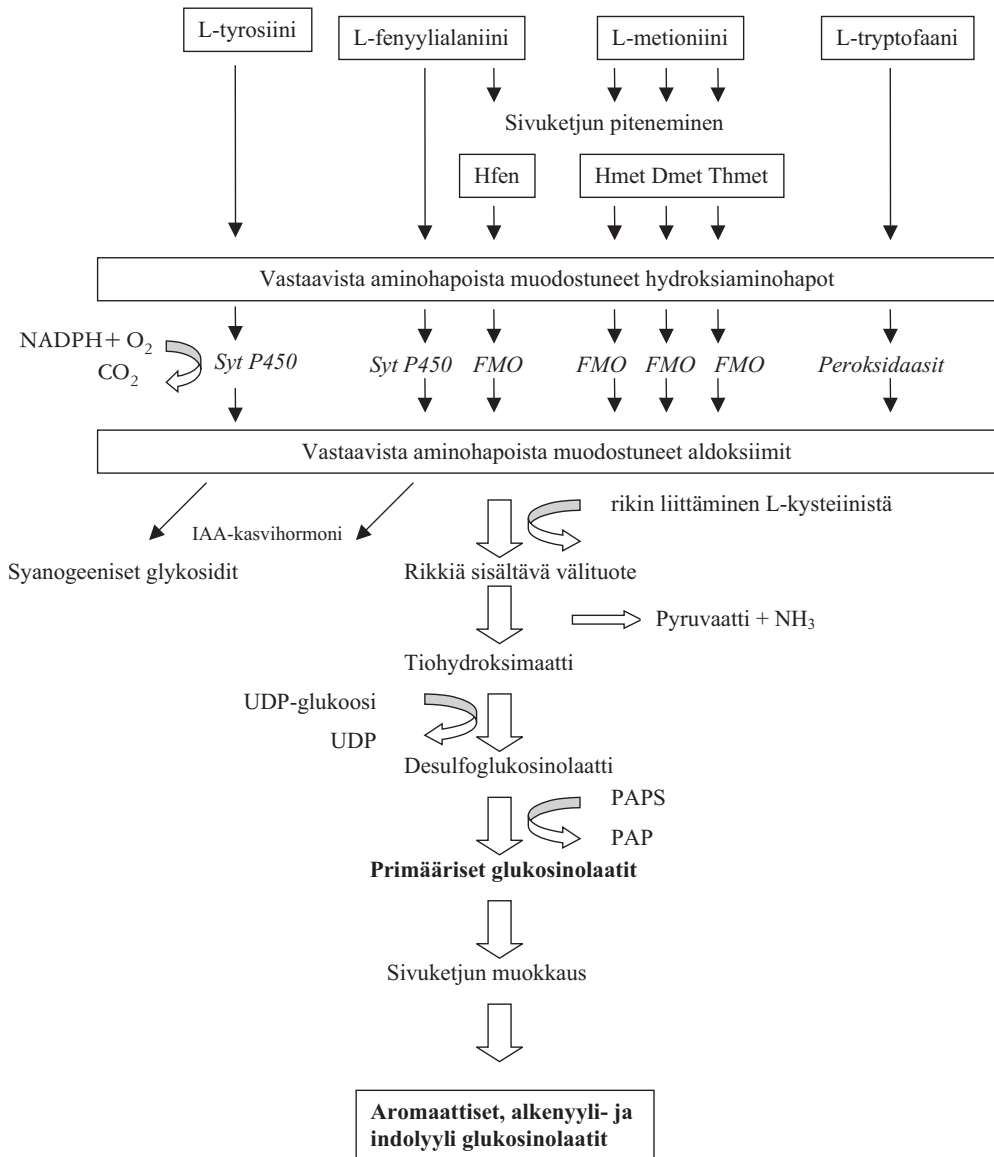 L-tyrosiini
L-fenyylialaniini
L-metioniini
L-tryptofaani
Sivuketjun piteneminen
Hfen
Hmet Dmet Thmet
Vastaavista aminohapoista muodostuneet hydroksiaminohapot
NADPH + O₂
CO₂
Syt P450
Syt P450
FMO
FMO
FMO
FMO
Peroksidaasit
Vastaavista aminohapoista muodostuneet aldoksiimit
rikin liittäminen L-kysteiinistä
IAA-kasvihormoni
Syanogeeniset glykosidit
Rikkiä sisältävä välituote
Pyruvaatti + NH₃
Tiohydroksimaatti
UDP-glukoosi
UDP
Desulfoglukosinolaatti
PAPS
PAP
Primääriset glukosinolaatit
Sivuketjun muokkaus
Aromaattiset, alkenyyli- ja
indolyyli glukosinolaatit